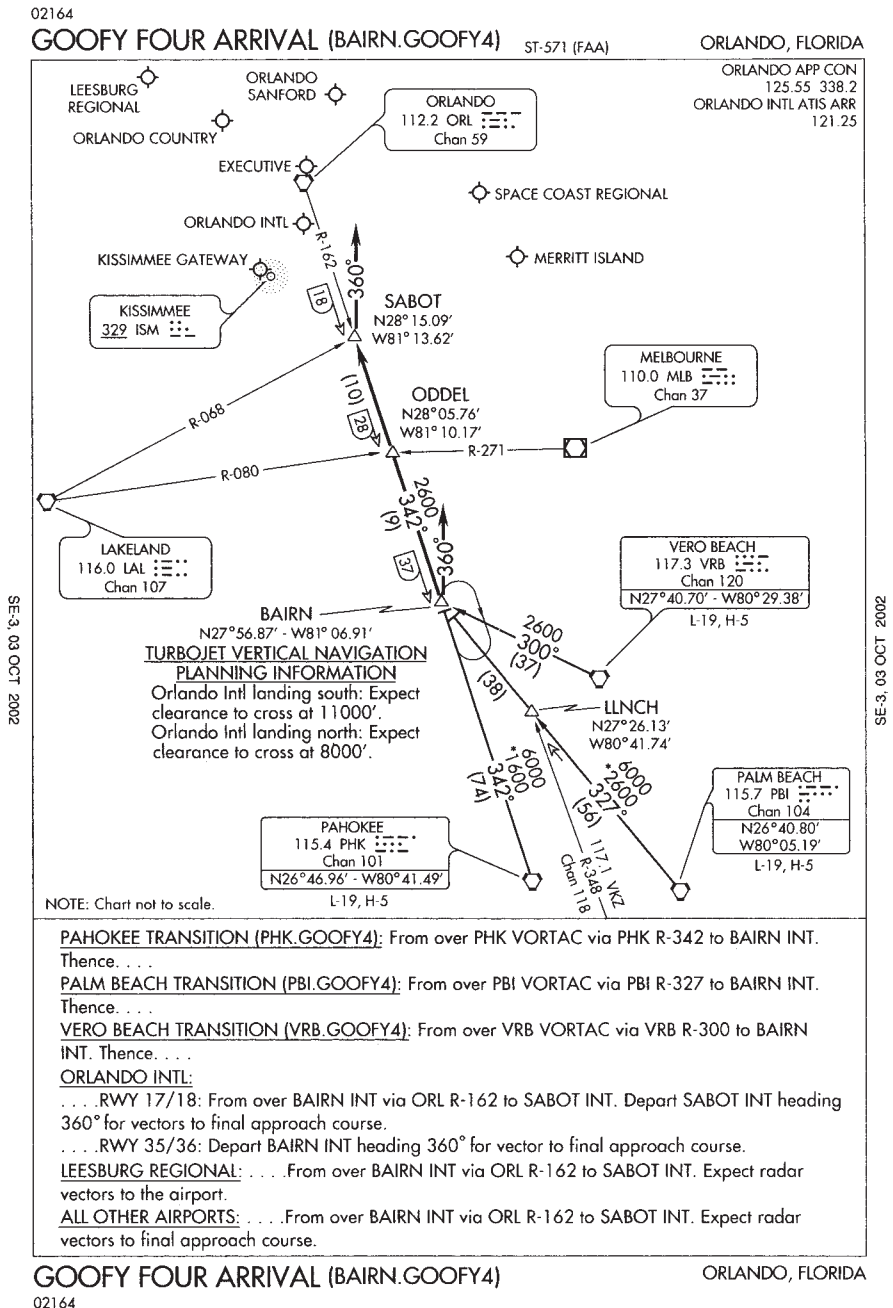 02164
GOOFY FOUR ARRIVAL (BAIRN.GOOFY4)
ST-571 (FAA)
ORLANDO, FLORIDA
ORLANDO APP CON
125.55 338.2
ORLANDO INTL ATIS ARR
121.25
LEESBURG
REGIONAL
ORLANDO
SANFORD
ORLANDO COUNTRY
ORLANDO
112.2 ORL
Chan 59
EXECUTIVE
SPACE COAST REGIONAL
ORLANDO INTL
R-162
KISSIMMEE GATEWAY
MERRITT ISLAND
360°
18
KISSIMMEE
329 ISM
SABOT
N28° 15.09'
W81° 13.62'
MELBOURNE
110.0 MLB
Chan 37
(10)
ODDEL
N28°05.76'
W81° 10.17'
28
R-068
R-271
R-080
2600
342°
(9)
LAKELAND
116.0 LAL
Chan 107
360°
37
VERO BEACH
117.3 VRB
Chan 120
N27°40.70' - W80°29.38'
L-19, H-5
BAIRN
N27°56.87' - W81° 06.91'
2600
300°
(37)
TURBOJET VERTICAL NAVIGATION
PLANNING INFORMATION
Orlando Intl landing south: Expect
clearance to cross at 11000'.
Orlando Intl landing north: Expect
clearance to cross at 8000'.
(38)
LLNCH
N27°26.13'
W80°41.74'
6000
*1600
342°
(74)
6000
*2600
327°
(56)
PALM BEACH
115.7 PBI
Chan 104
N26°40.80'
W80°05.19'
L-19, H-5
PAHOKEE
115.4 PHK
Chan 101
N26°46.96' - W80°41.49'
L-19, H-5
117.1 VKZ
R-348
Chan 118
NOTE: Chart not to scale.
SE-3, 03 OCT 2002
SE-3, 03 OCT 2002
PAHOKEE TRANSITION (PHK.GOOFY4): From over PHK VORTAC via PHK R-342 to BAIRN INT.
Thence. . . .
PALM BEACH TRANSITION (PBI.GOOFY4): From over PBI VORTAC via PBI R-327 to BAIRN INT.
Thence. . . .
VERO BEACH TRANSITION (VRB.GOOFY4): From over VRB VORTAC via VRB R-300 to BAIRN
INT. Thence. . . .
ORLANDO INTL:
. . . .RWY 17/18: From over BAIRN INT via ORL R-162 to SABOT INT. Depart SABOT INT heading
360° for vectors to final approach course.
. . . .RWY 35/36: Depart BAIRN INT heading 360° for vector to final approach course.
LEESBURG REGIONAL: . . . .From over BAIRN INT via ORL R-162 to SABOT INT. Expect radar
vectors to the airport.
ALL OTHER AIRPORTS: . . . .From over BAIRN INT via ORL R-162 to SABOT INT. Expect radar
vectors to final approach course.
GOOFY FOUR ARRIVAL (BAIRN.GOOFY4)
ORLANDO, FLORIDA
02164